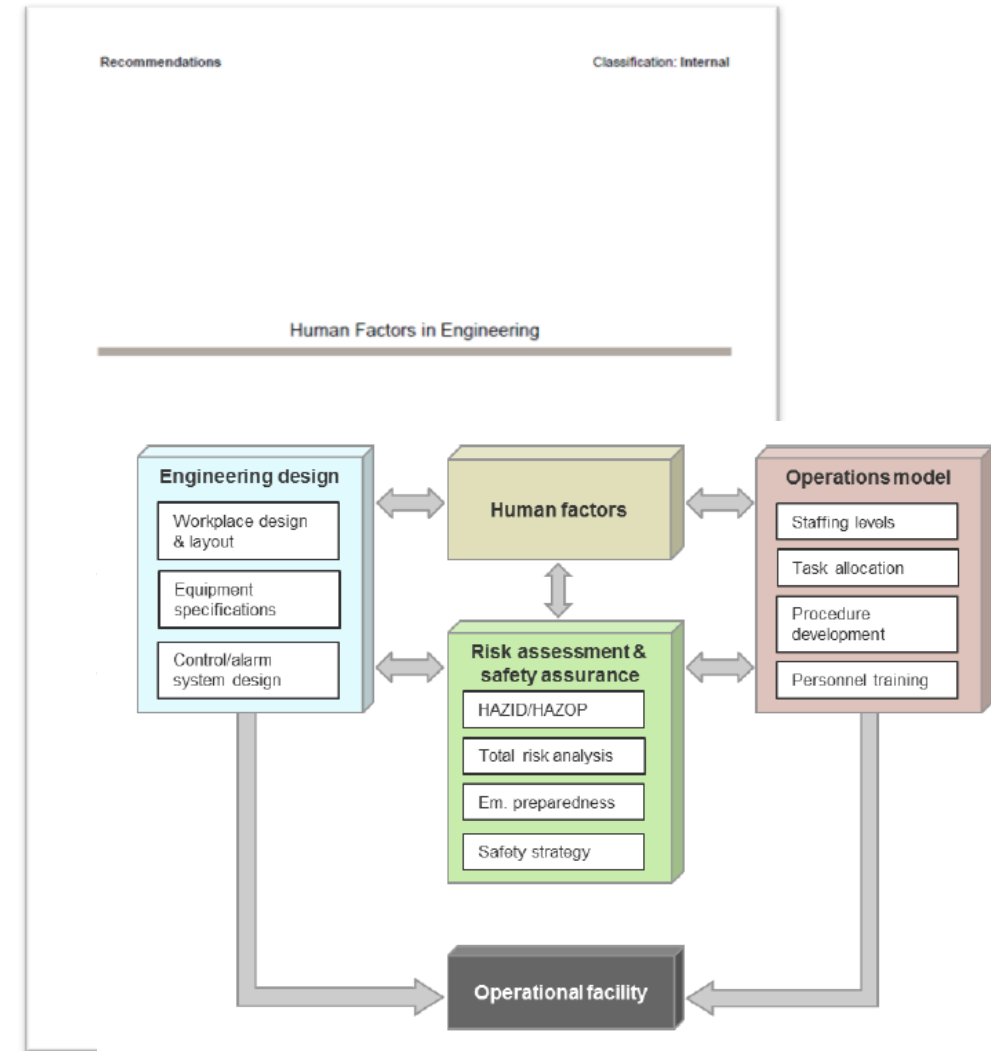 Recommendations
Classification: Internal
Human Factors in Engineering
Engineering design
Workplace design
& layout
Equipment
specifications
Control/alarm
system design
Human factors
Risk assessment &
safety assurance
HAZID/HAZOP
Total risk analysis
Em. preparedness
Safety strategy
Operations model
Staffing levels
Task allocation
Procedure
development
Personnel training
Operational facility